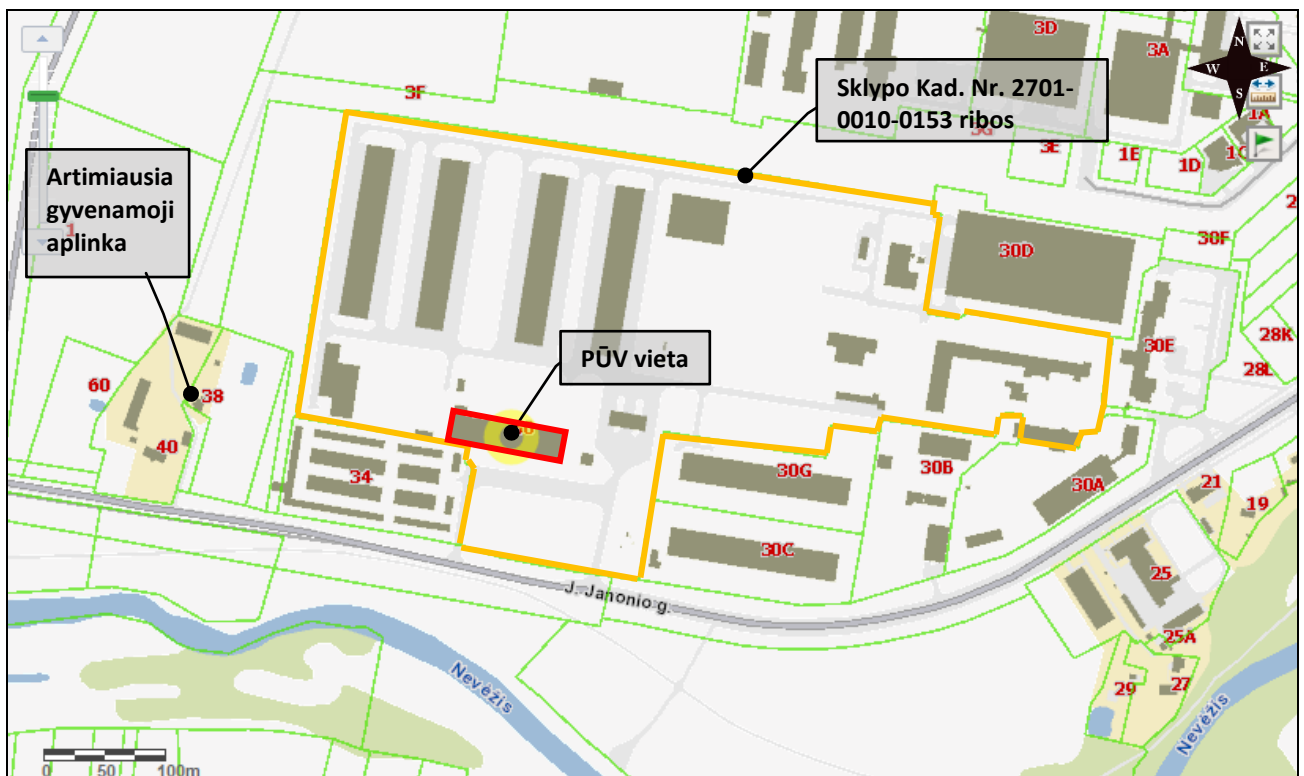 3F
3D
3A
N
W
E
S
Sklypo Kad. Nr. 2701-
0010-0153 ribos
3G
3E
1E
1D
1A
Artimiausia
gyvenamoji
aplinka
1
30D
30F
28K
28L
30E
PŪV vieta
60
38
40
34
30G
30B
30A
30C
21
19
25
25A
29
27
J. Janonio g.
Nevėžis
Nevėžis
0 50 100m